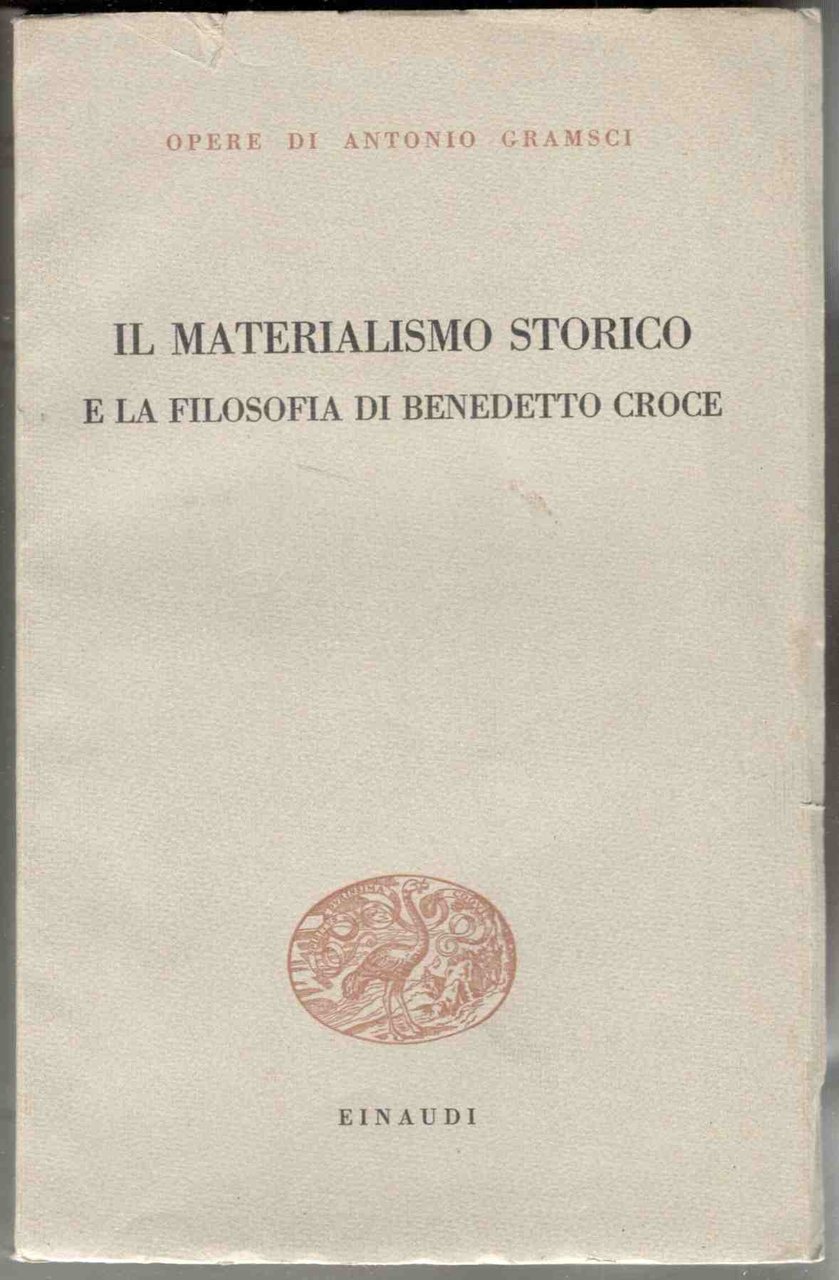 OPERE DI ANTONIO GRAMSCI
IL MATERIALISMO STORICO
E LA FILOSOFIA DI BENEDETTO CROCE
EINAUDI